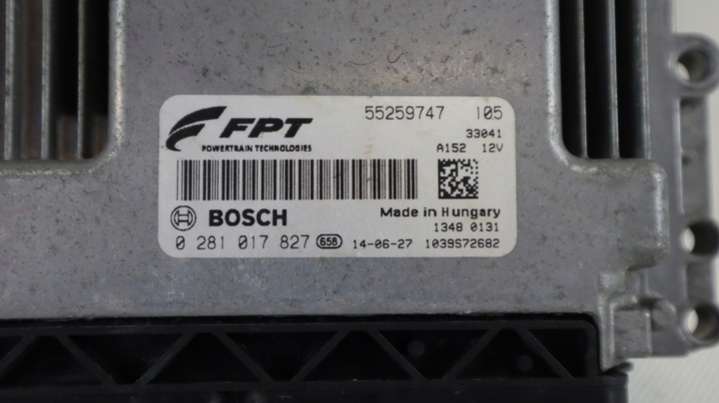 FPT 55259747 105
POWERTRAIN TECHNOLOGIES 33041
A152 12V
BOSCH Made in Hungary
1348 0131
0 281 017 827 658 14-06-27 1039S72682